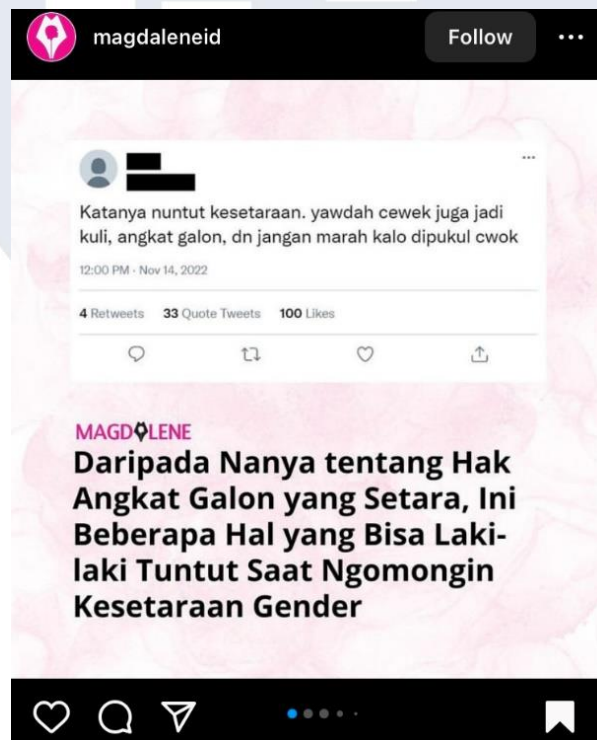 magdaleneid
Follow
Katanya nuntut kesetaraan. yawdah cewek juga jadi
kuli, angkat galon, dn jangan marah kalo dipukul cwok
12:00 PM · Nov 14, 2022
4 Retweets 33 Quote Tweets 100 Likes
MAGDALENE
Daripada Nanya tentang Hak
Angkat Galon yang Setara, Ini
Beberapa Hal yang Bisa Laki-
laki Tuntut Saat Ngomongin
Kesetaraan Gender